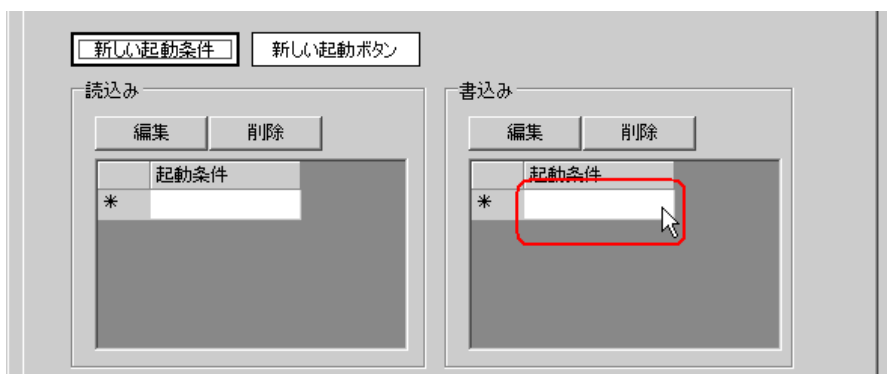 新しい起動条件 新しい起動ボタン
読込み
編集 削除
起動条件
*
書込み
編集 削除
起動条件
*